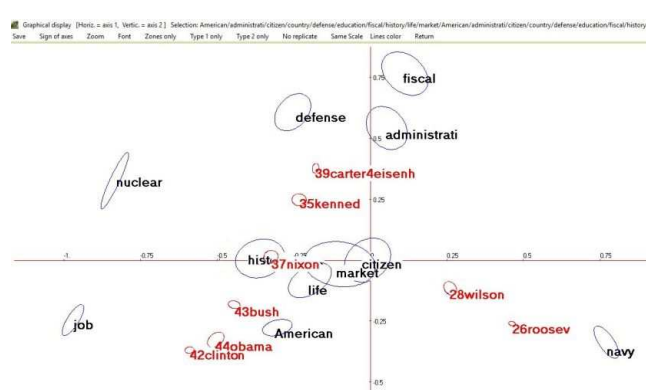 Graphical display [Horiz. = axis 1, Vertic. = axis 2 ] Selection: American/administrati/citizen/country/defense/education/fiscal/history/life/market/American/administrati/citizen/country/defense/education/fiscal/history
Save Sign of axes Zoom Font Zones only Type 1 only Type 2 only No replicate Same Scale Lines color Return
0.75
fiscal
defense
0.5
administrati
39carter4eisenh
nuclear
35kenned
0.25
-1. -0.75 -0.5 0.25 0.5 0.75
hist
37nixon
citizen
market
life
28wilson
43bush
job
-0.25
26roosev
American
44obama
42clinton
navy
-0.5